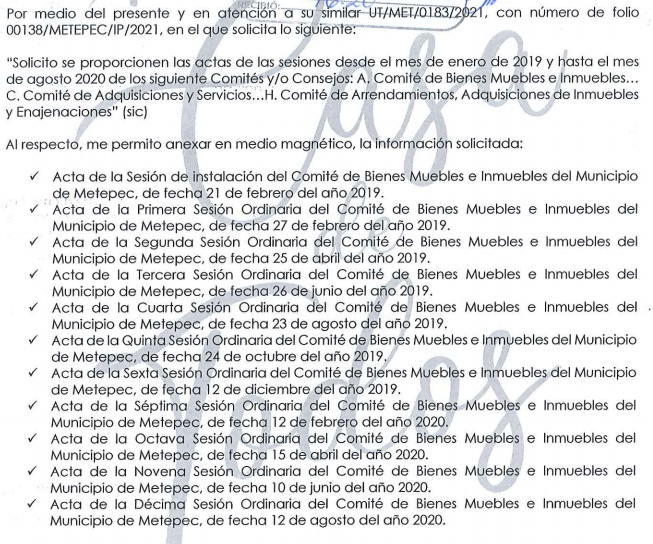 RECIBIÓ:
Por medio del presente y en atención a su similar UT/MET/0183/2021, con número de folio
00138/METEPEC/IP/2021, en el que solicita lo siguiente:
“Solicito se proporcionen las actas de las sesiones desde el mes de enero de 2019 y hasta el mes
de agosto 2020 de los siguiente Comités y/o Consejos: A. Comité de Bienes Muebles e Inmuebles...
C. Comité de Adquisiciones y Servicios...H. Comité de Arrendamientos, Adquisiciones de Inmuebles
y Enajenaciones” (sic)
Al respecto, me permito anexar en medio magnético, la información solicitada:
✓ Acta de la Sesión de instalación del Comité de Bienes Muebles e Inmuebles del Municipio
de Metepec, de fecha 21 de febrero del año 2019.
✓ Acta de la Primera Sesión Ordinaria del Comité de Bienes Muebles e Inmuebles del
Municipio de Metepec, de fecha 27 de febrero del año 2019.
✓ Acta de la Segunda Sesión Ordinaria del Comité de Bienes Muebles e Inmuebles del
Municipio de Metepec, de fecha 25 de abril del año 2019.
✓ Acta de la Tercera Sesión Ordinaria del Comité de Bienes Muebles e Inmuebles del
Municipio de Metepec, de fecha 26 de junio del año 2019.
✓ Acta de la Cuarta Sesión Ordinaria del Comité de Bienes Muebles e Inmuebles del
Municipio de Metepec, de fecha 23 de agosto del año 2019.
✓ Acta de la Quinta Sesión Ordinaria del Comité de Bienes Muebles e Inmuebles del Municipio
de Metepec, de fecha 24 de octubre del año 2019.
✓ Acta de la Sexta Sesión Ordinaria del Comité de Bienes Muebles e Inmuebles del Municipio
de Metepec, de fecha 12 de diciembre del año 2019.
✓ Acta de la Séptima Sesión Ordinaria del Comité de Bienes Muebles e Inmuebles del
Municipio de Metepec, de fecha 12 de febrero del año 2020.
✓ Acta de la Octava Sesión Ordinaria del Comité de Bienes Muebles e Inmuebles del
Municipio de Metepec, de fecha 15 de abril del año 2020.
✓ Acta de la Novena Sesión Ordinaria del Comité de Bienes Muebles e Inmuebles del
Municipio de Metepec, de fecha 10 de junio del año 2020.
✓ Acta de la Décima Sesión Ordinaria del Comité de Bienes Muebles e Inmuebles del
Municipio de Metepec, de fecha 12 de agosto del año 2020.
Casa
de
Todos